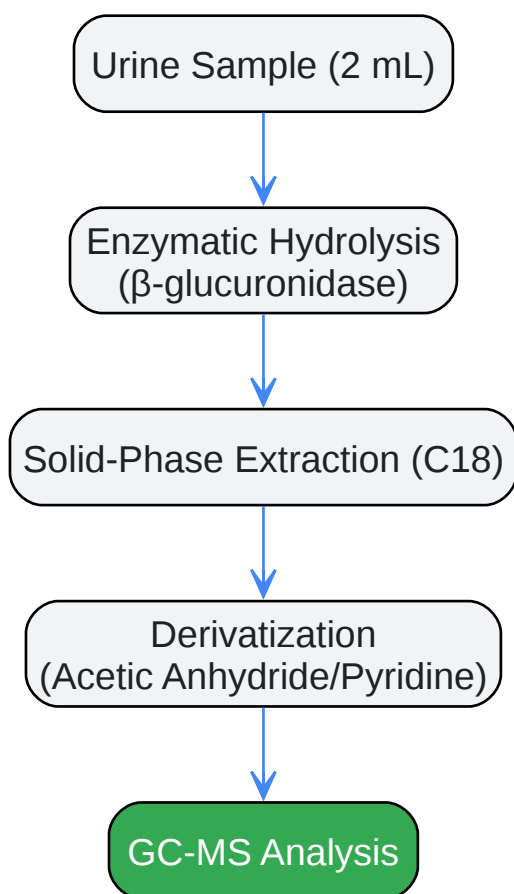 Urine Sample (2 mL)
Enzymatic Hydrolysis
(β-glucuronidase)
Solid-Phase Extraction (C18)
Derivatization
(Acetic Anhydride/Pyridine)
GC-MS Analysis